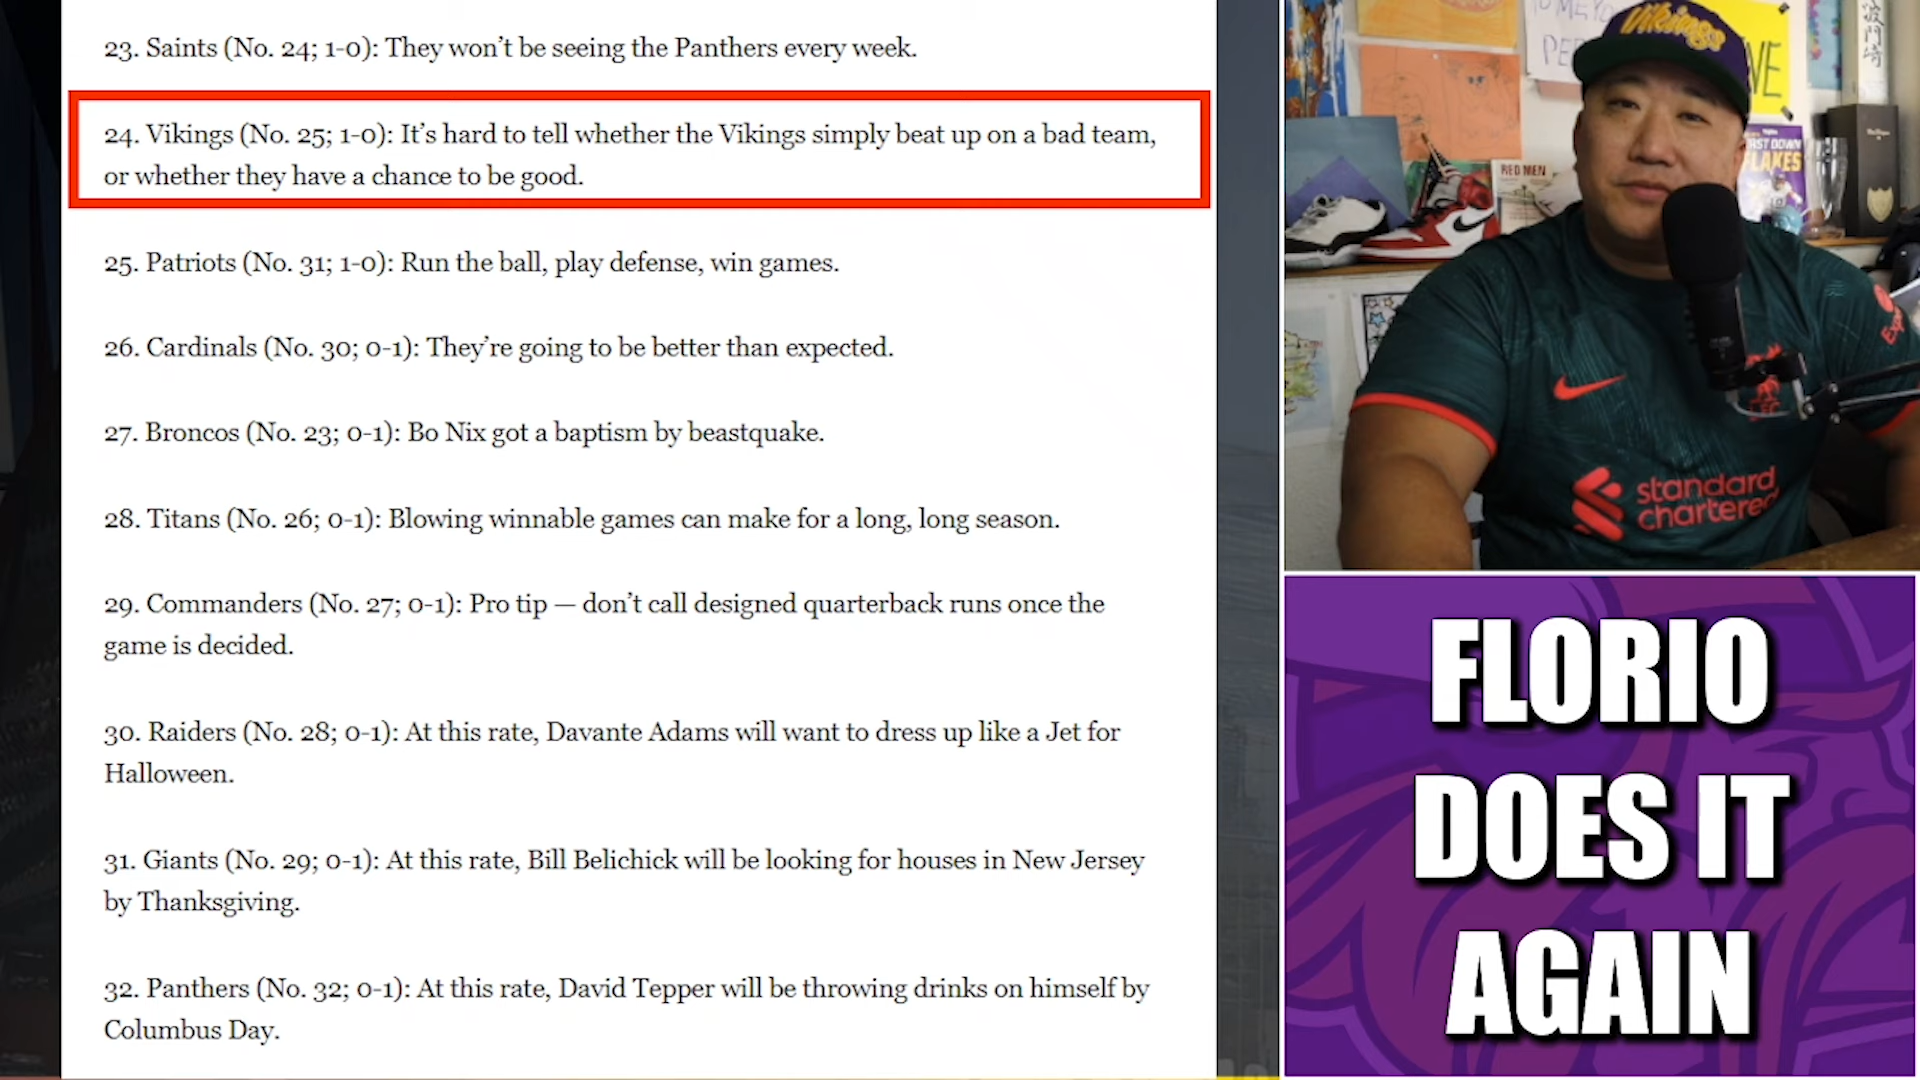 23. Saints (No. 24; 1-0): They won't be seeing the Panthers every week.
24. Vikings (No. 25; 1-0): It's hard to tell whether the Vikings simply beat up on a bad team,
or whether they have a chance to be good.
25. Patriots (No. 31; 1-0): Run the ball, play defense, win games.
26. Cardinals (No. 30; 0-1): They're going to be better than expected.
27. Broncos (No. 23; 0-1): Bo Nix got a baptism by beastquake.
28. Titans (No. 26; 0-1): Blowing winnable games can make for a long, long season.
29. Commanders (No. 27; 0-1): Pro tip — don't call designed quarterback runs once the
game is decided.
30. Raiders (No. 28; 0-1): At this rate, Davante Adams will want to dress up like a Jet for
Halloween.
31. Giants (No. 29; 0-1): At this rate, Bill Belichick will be looking for houses in New Jersey
by Thanksgiving.
32. Panthers (No. 32; 0-1): At this rate, David Tepper will be throwing drinks on himself by
Columbus Day.
Vikings
RED MEN
standard
chartered
LFC
FLORIO
DOES IT
AGAIN